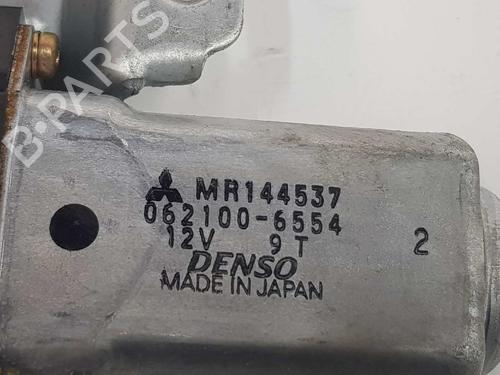 B-PARTS
MR144537
062100-6554
12V 9T
2
DENSO
MADE IN JAPAN